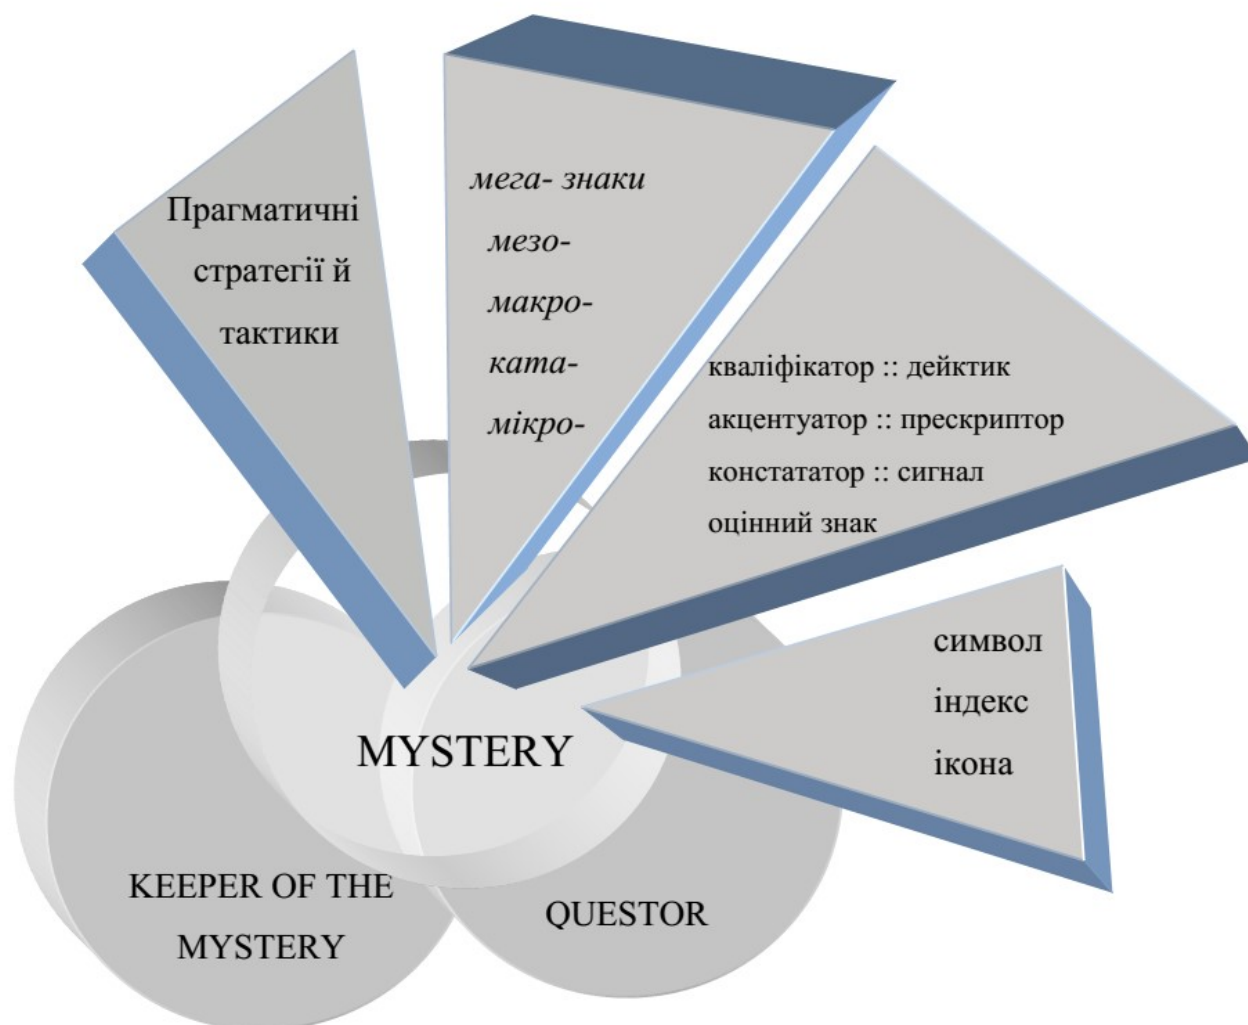 Прагматичні
стратегії й
тактики
мега- знаки
мезо-
макро-
ката-
мікро-
кваліфікатор :: дейктик
акцентуатор :: прескриптор
констататор :: сигнал
оцінний знак
символ
індекс
ікона
MYSTERY
KEEPER OF THE
MYSTERY
QUESTOR